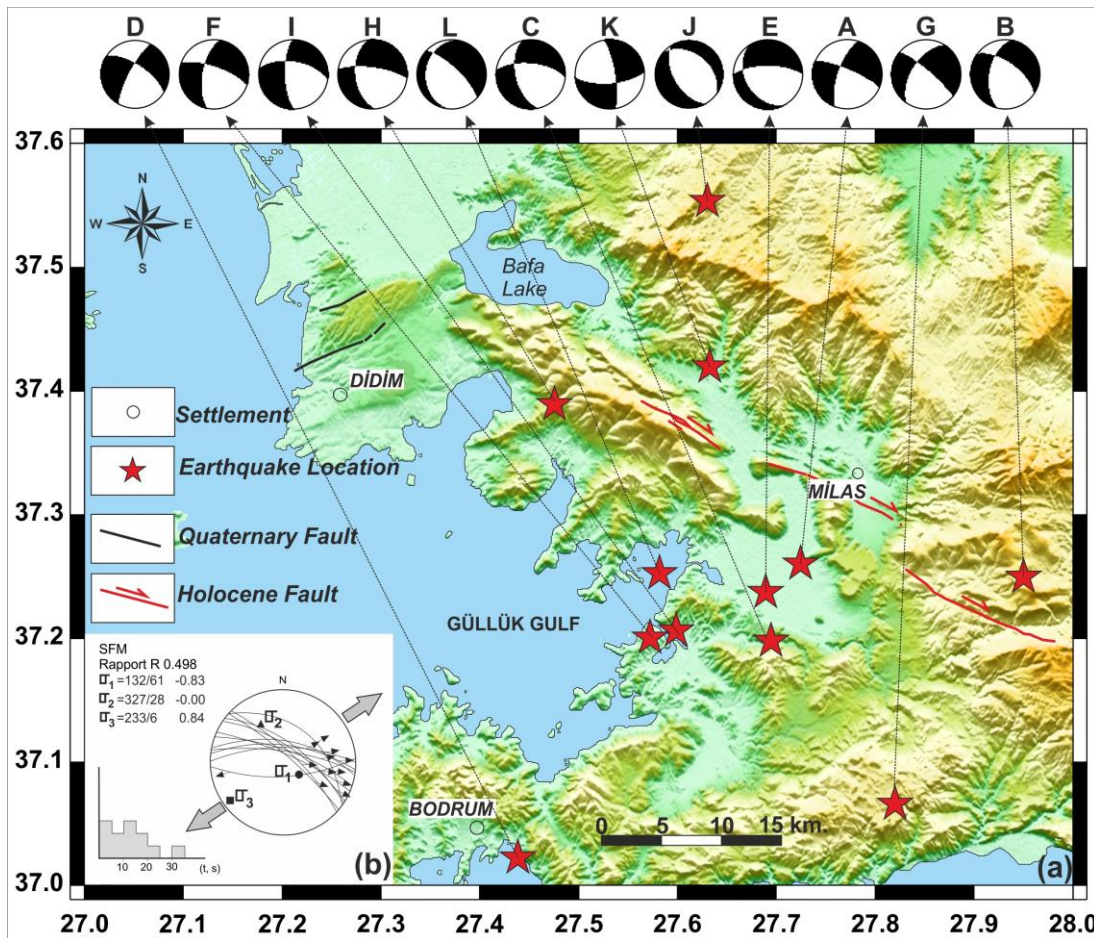 D F I H L C K J E A G B
37.6
37.5
37.4
37.3
37.2
37.1
37.0
N
W E
S
Bafa
Lake
DİDİM
Settlement
Earthquake Location
Quaternary Fault
Holocene Fault
MİLAS
GÜLLÜK GULF
BODRUM
0 5 10 15 km.
(a)
SFM
Rapport R 0.498
σ1 =132/61 -0.83
σ2 =327/28 -0.00
σ3 =233/6 0.84
N
σ2
σ1
σ3
10 20 30 (t, s)
(b)
27.0 27.1 27.2 27.3 27.4 27.5 27.6 27.7 27.8 27.9 28.0